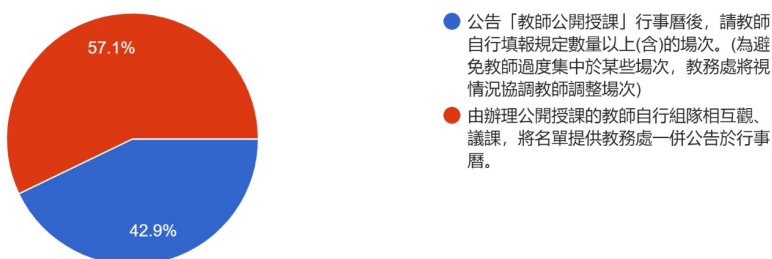 57.1%
42.9%
公告「教師公開授課」行事曆後，請教師
自行填報規定數量以上(含)的場次。(為避
免教師過度集中於某些場次，教務處將視
情況協調教師調整場次)
由辦理公開授課的教師自行組隊相互觀、
議課，將名單提供教務處一併公告於行事
曆。